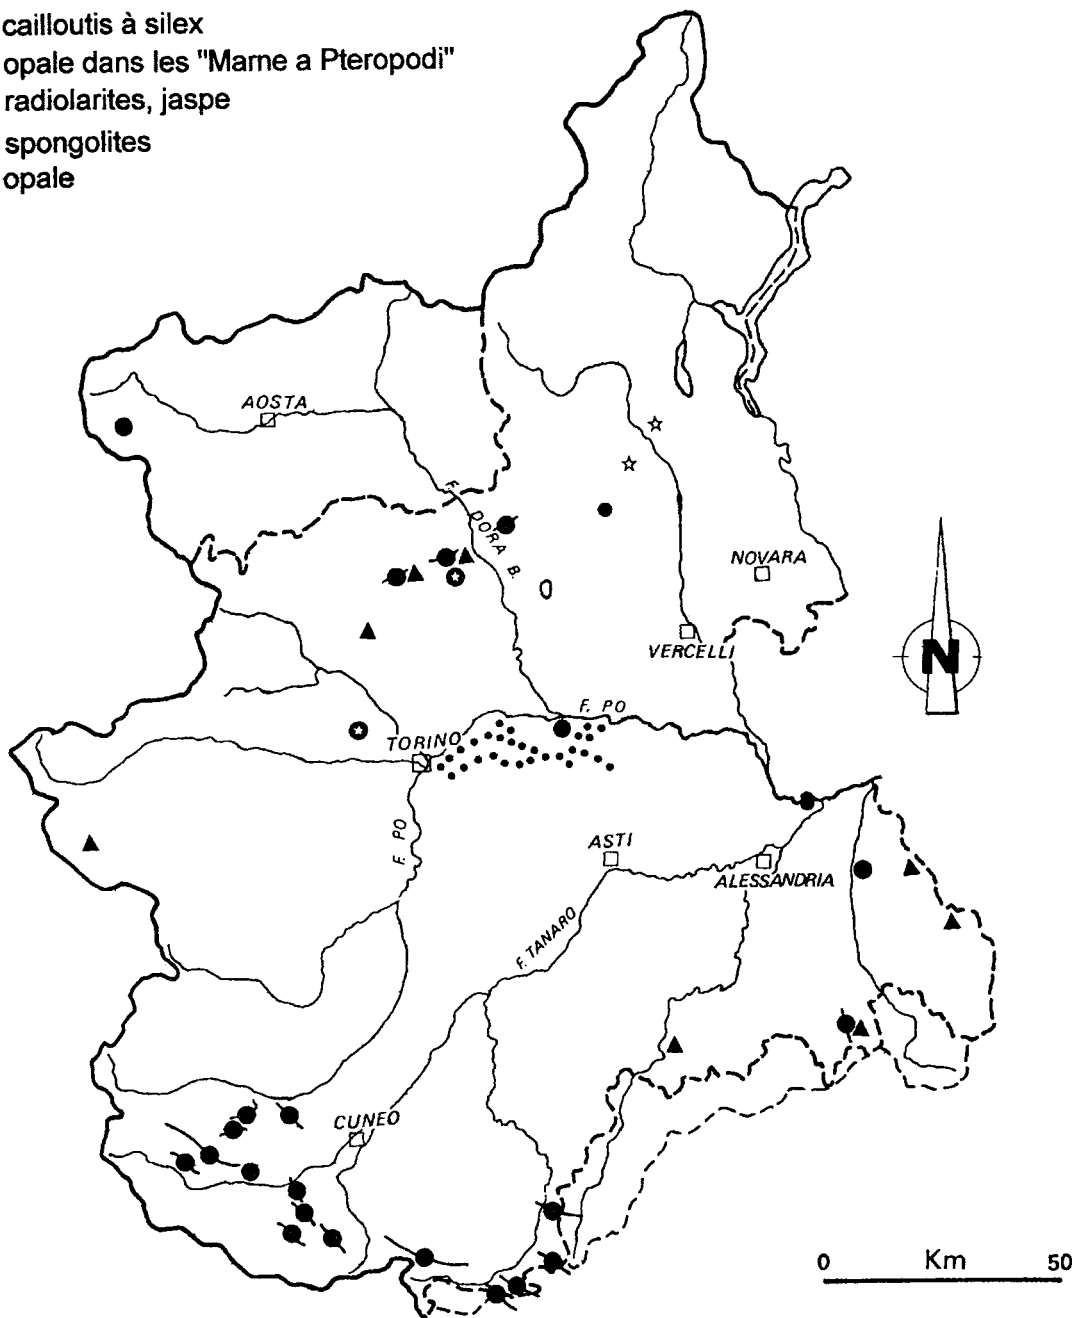 cailloutis à silex
opale dans les "Marne a Pteropodi"
radiolarites, jaspe
spongolites
opale
AOSTA
F. DORA B.
NOVARA
VERCELLI
N
F. PO
TORINO
F. PO
ASTI
ALESSANDRIA
F. TANARO
CUNEO
0 Km 50